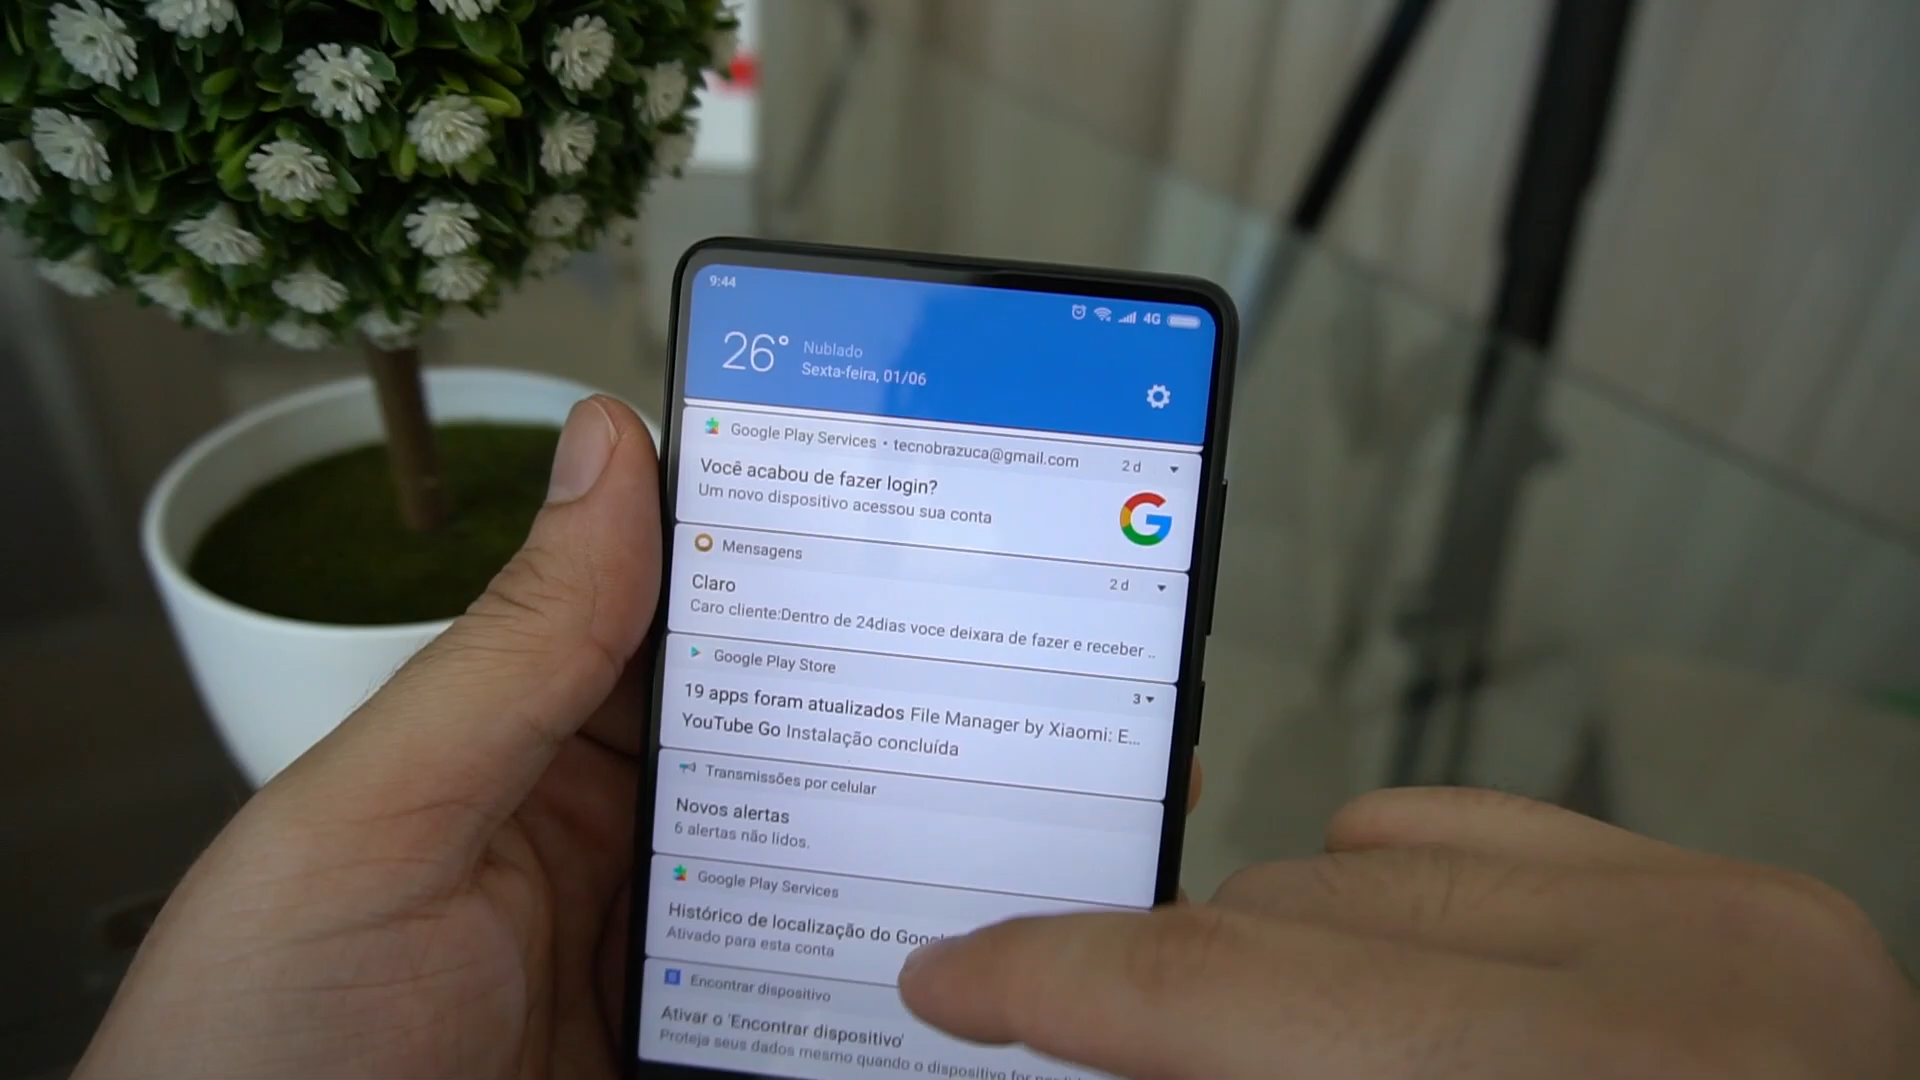 9:44
4G
26°
Nublado
Sexta-feira, 01/06
Google Play Services • tecnobrazuca@gmail.com 2 d
Você acabou de fazer login?
Um novo dispositivo acessou sua conta
Mensagens
2 d
Claro
Caro cliente:Dentro de 24dias voce deixara de fazer e receber ..
Google Play Store
3
19 apps foram atualizados File Manager by Xiaomi: E...
YouTube Go Instalação concluída
Transmissões por celular
Novos alertas
6 alertas não lidos.
Google Play Services
Histórico de localização do
Ativado para esta conta
Encontrar dispositivo
Ativar o 'Encontrar dispositivo'
Proteja seus dados mesmo quando o dispositivo for